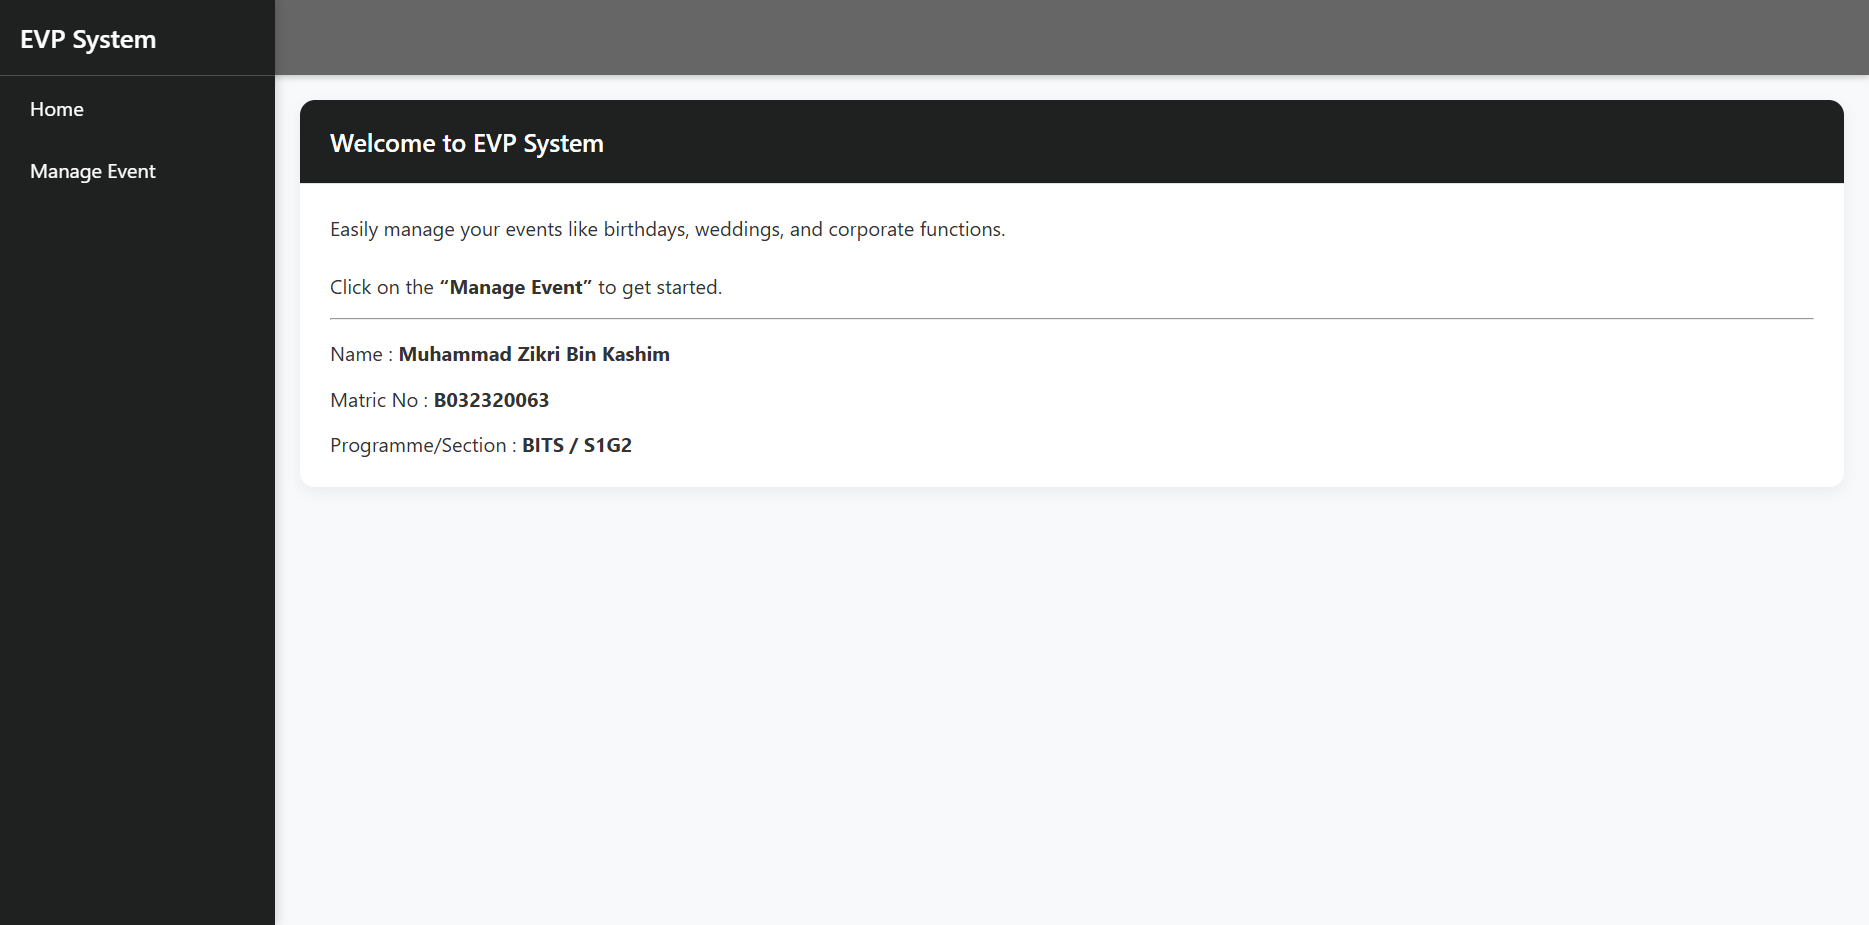 EVP System
Home
Manage Event
Welcome to EVP System
Easily manage your events like birthdays, weddings, and corporate functions.
Click on the “Manage Event” to get started.
Name : Muhammad Zikri Bin Kashim
Matric No : B032320063
Programme/Section : BITS / S1G2